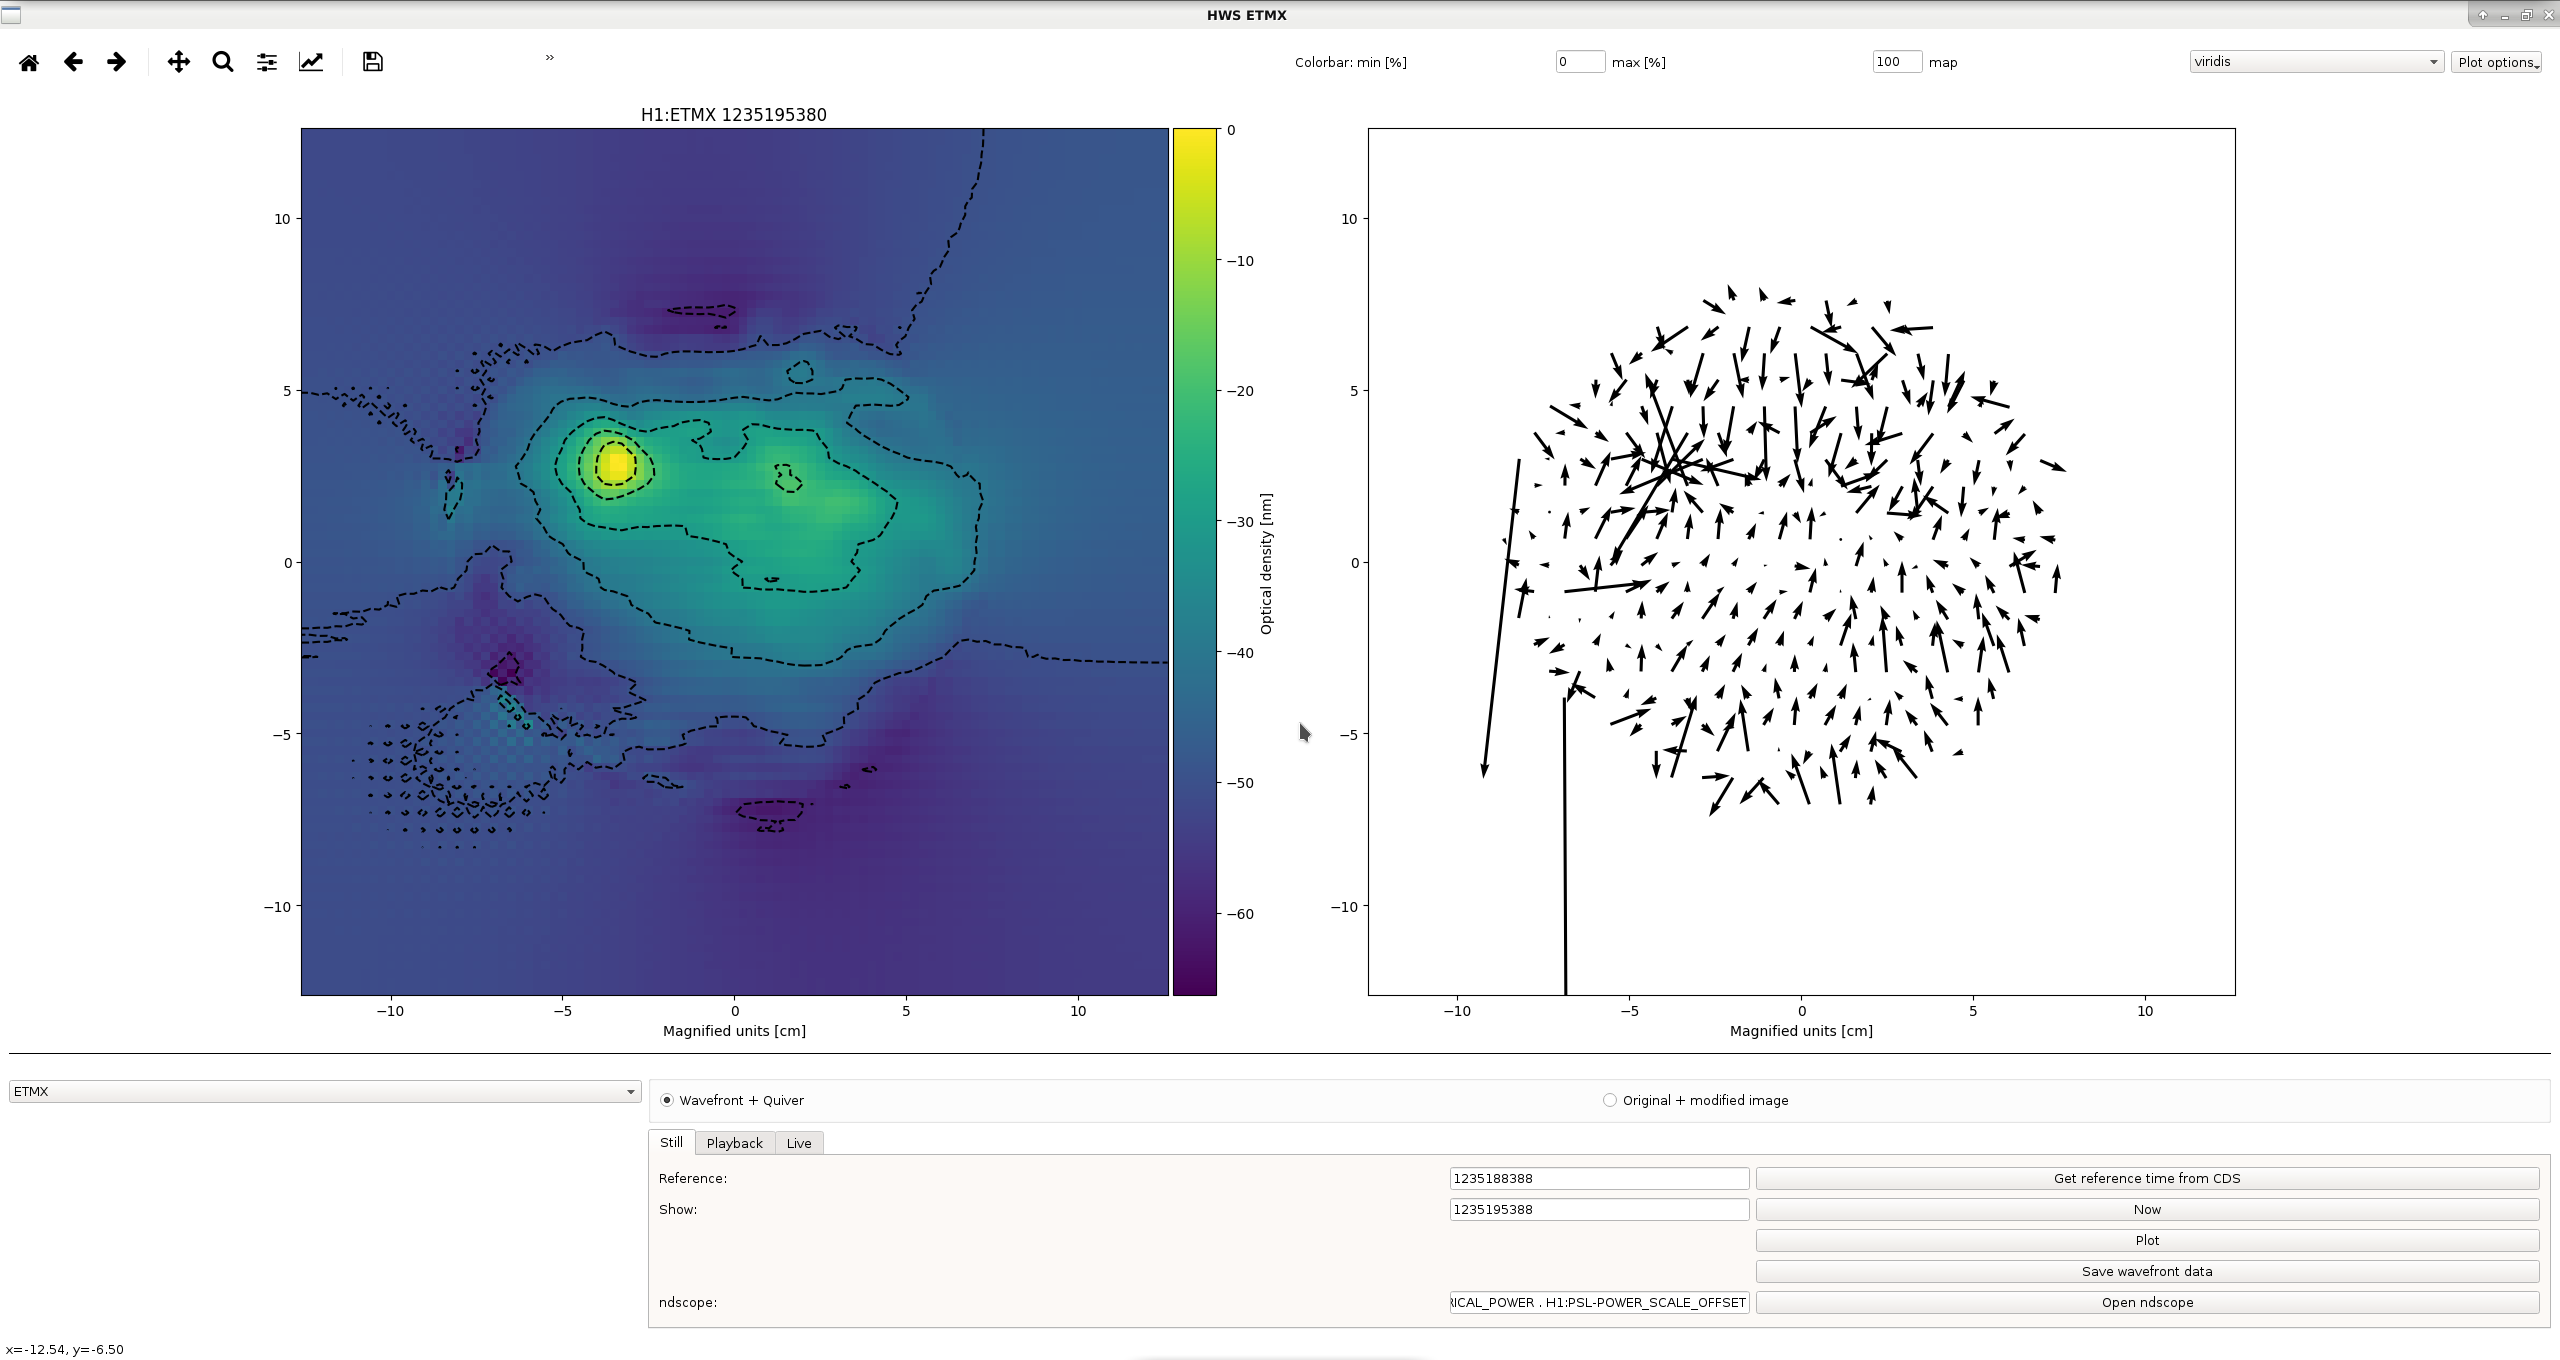 HWS ETMX
»
Colorbar: min [%] 0 max [%] 100 map viridis Plot options
H1:ETMX 1235195380
10
5
0
−5
−10
−10 −5 0 5 10
Magnified units [cm]
0
−10
−20
−30
−40
−50
−60
Optical density [nm]
10
5
0
−5
−10
−10 −5 0 5 10
Magnified units [cm]
ETMX
Wavefront + Quiver
Original + modified image
Still Playback Live
Reference: 1235188388 Get reference time from CDS
Show: 1235195388 Now
Plot
Save wavefront data
ndscope: RICAL_POWER . H1:PSL-POWER_SCALE_OFFSET Open ndscope
x=-12.54, y=-6.50